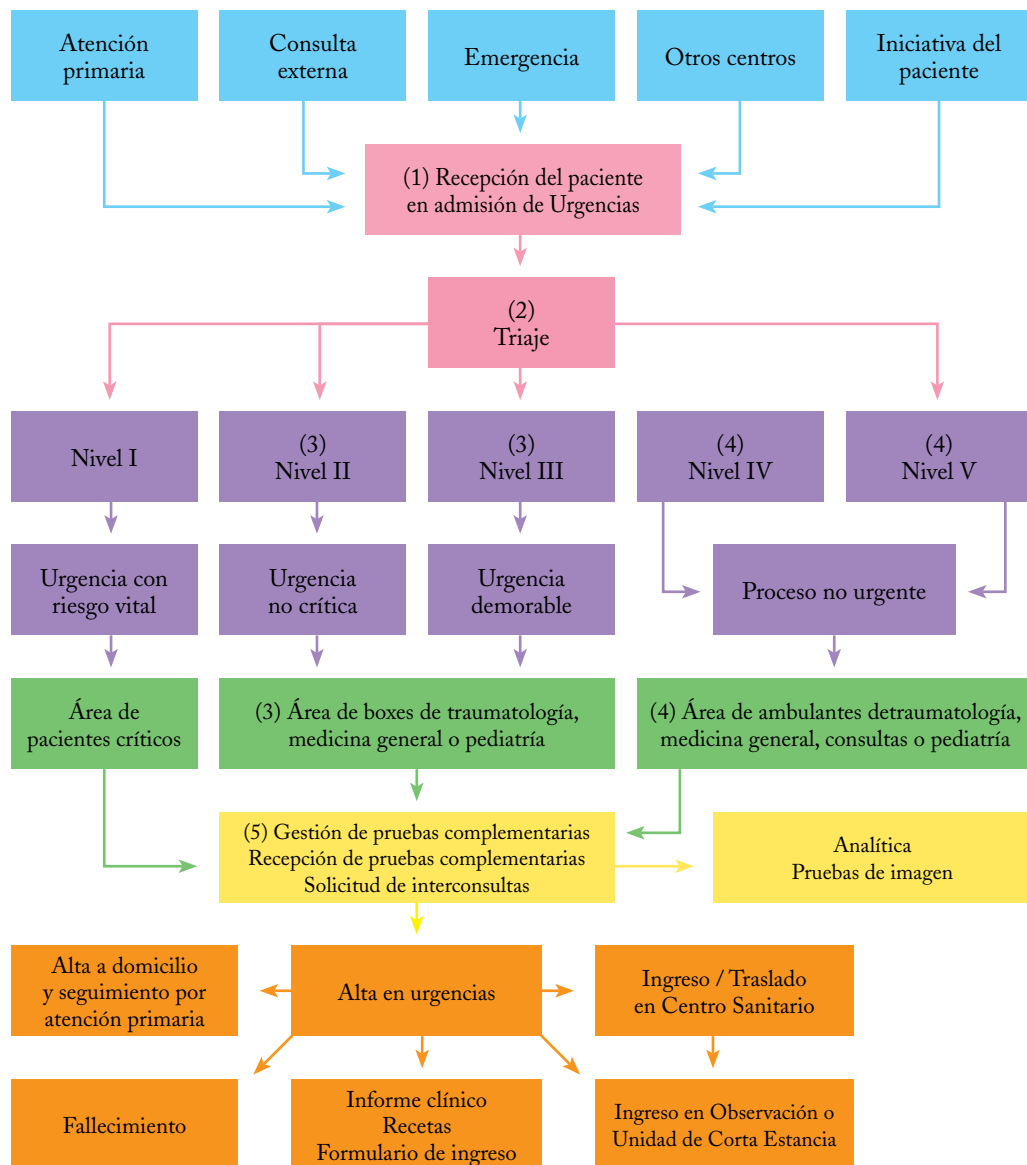 Atención
primaria
Consulta
externa
Emergencia
Otros centros
Iniciativa del
paciente
(1) Recepción del paciente
en admisión de Urgencias
(2)
Triaje
Nivel I
(3)
Nivel II
(3)
Nivel III
(4)
Nivel IV
(4)
Nivel V
Urgencia con
riesgo vital
Urgencia
no crítica
Urgencia
demorable
Proceso no urgente
Área de
pacientes críticos
(3) Área de boxes de traumatología,
medicina general o pediatría
(4) Área de ambulantes detraumatología,
medicina general, consultas o pediatría
(5) Gestión de pruebas complementarias
Recepción de pruebas complementarias
Solicitud de interconsultas
Analítica
Pruebas de imagen
Alta a domicilio
y seguimiento por
atención primaria
Alta en urgencias
Ingreso / Traslado
en Centro Sanitario
Fallecimiento
Informe clínico
Recetas
Formulario de ingreso
Ingreso en Observación o
Unidad de Corta Estancia